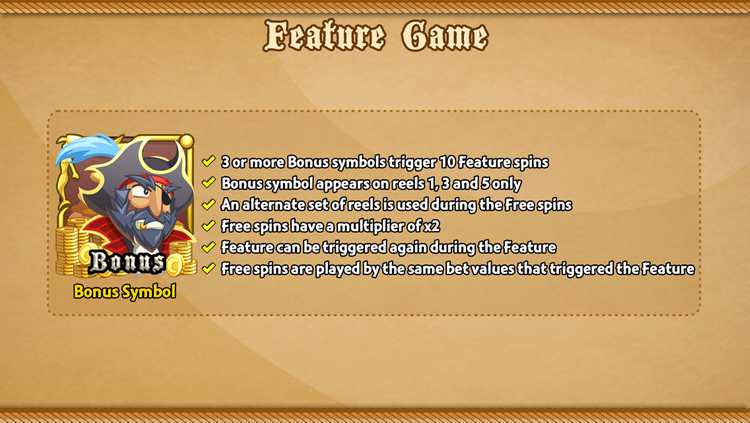 Feature Game
3 or more Bonus symbols trigger 10 Feature spins
Bonus symbol appears on reels 1, 3 and 5 only
An alternate set of reels is used during the Free spins
Free spins have a multiplier of x2
Feature can be triggered again during the Feature
Free spins are played by the same bet values that triggered the Feature
Bonus
Bonus Symbol